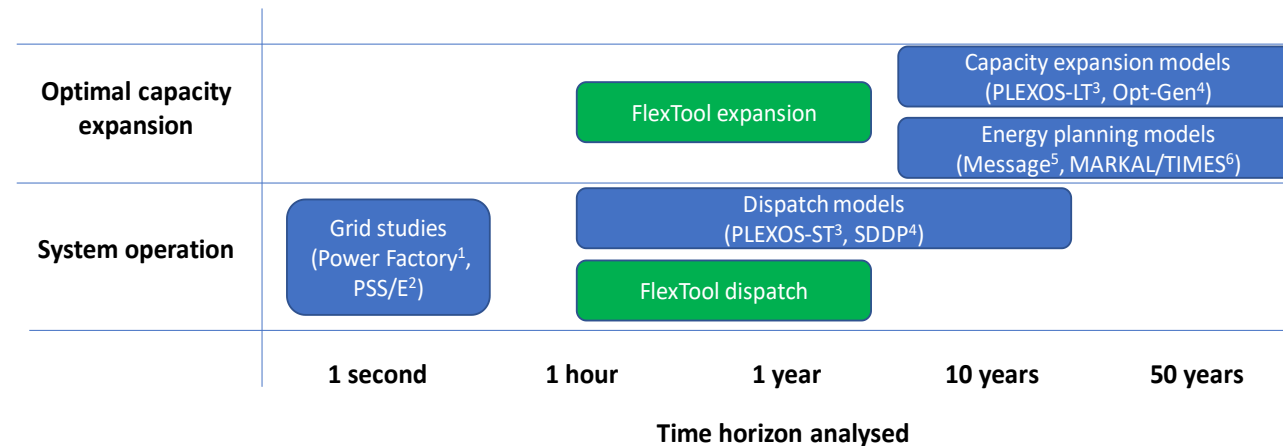 Optimal capacity
expansion
FlexTool expansion
Capacity expansion models
(PLEXOS-LT³, Opt-Gen⁴)
Energy planning models
(Message⁵, MARKAL/TIMES⁶)
System operation
Grid studies
(Power Factory¹,
PSS/E²)
Dispatch models
(PLEXOS-ST³, SDDP⁴)
FlexTool dispatch
1 second 1 hour 1 year 10 years 50 years
Time horizon analysed